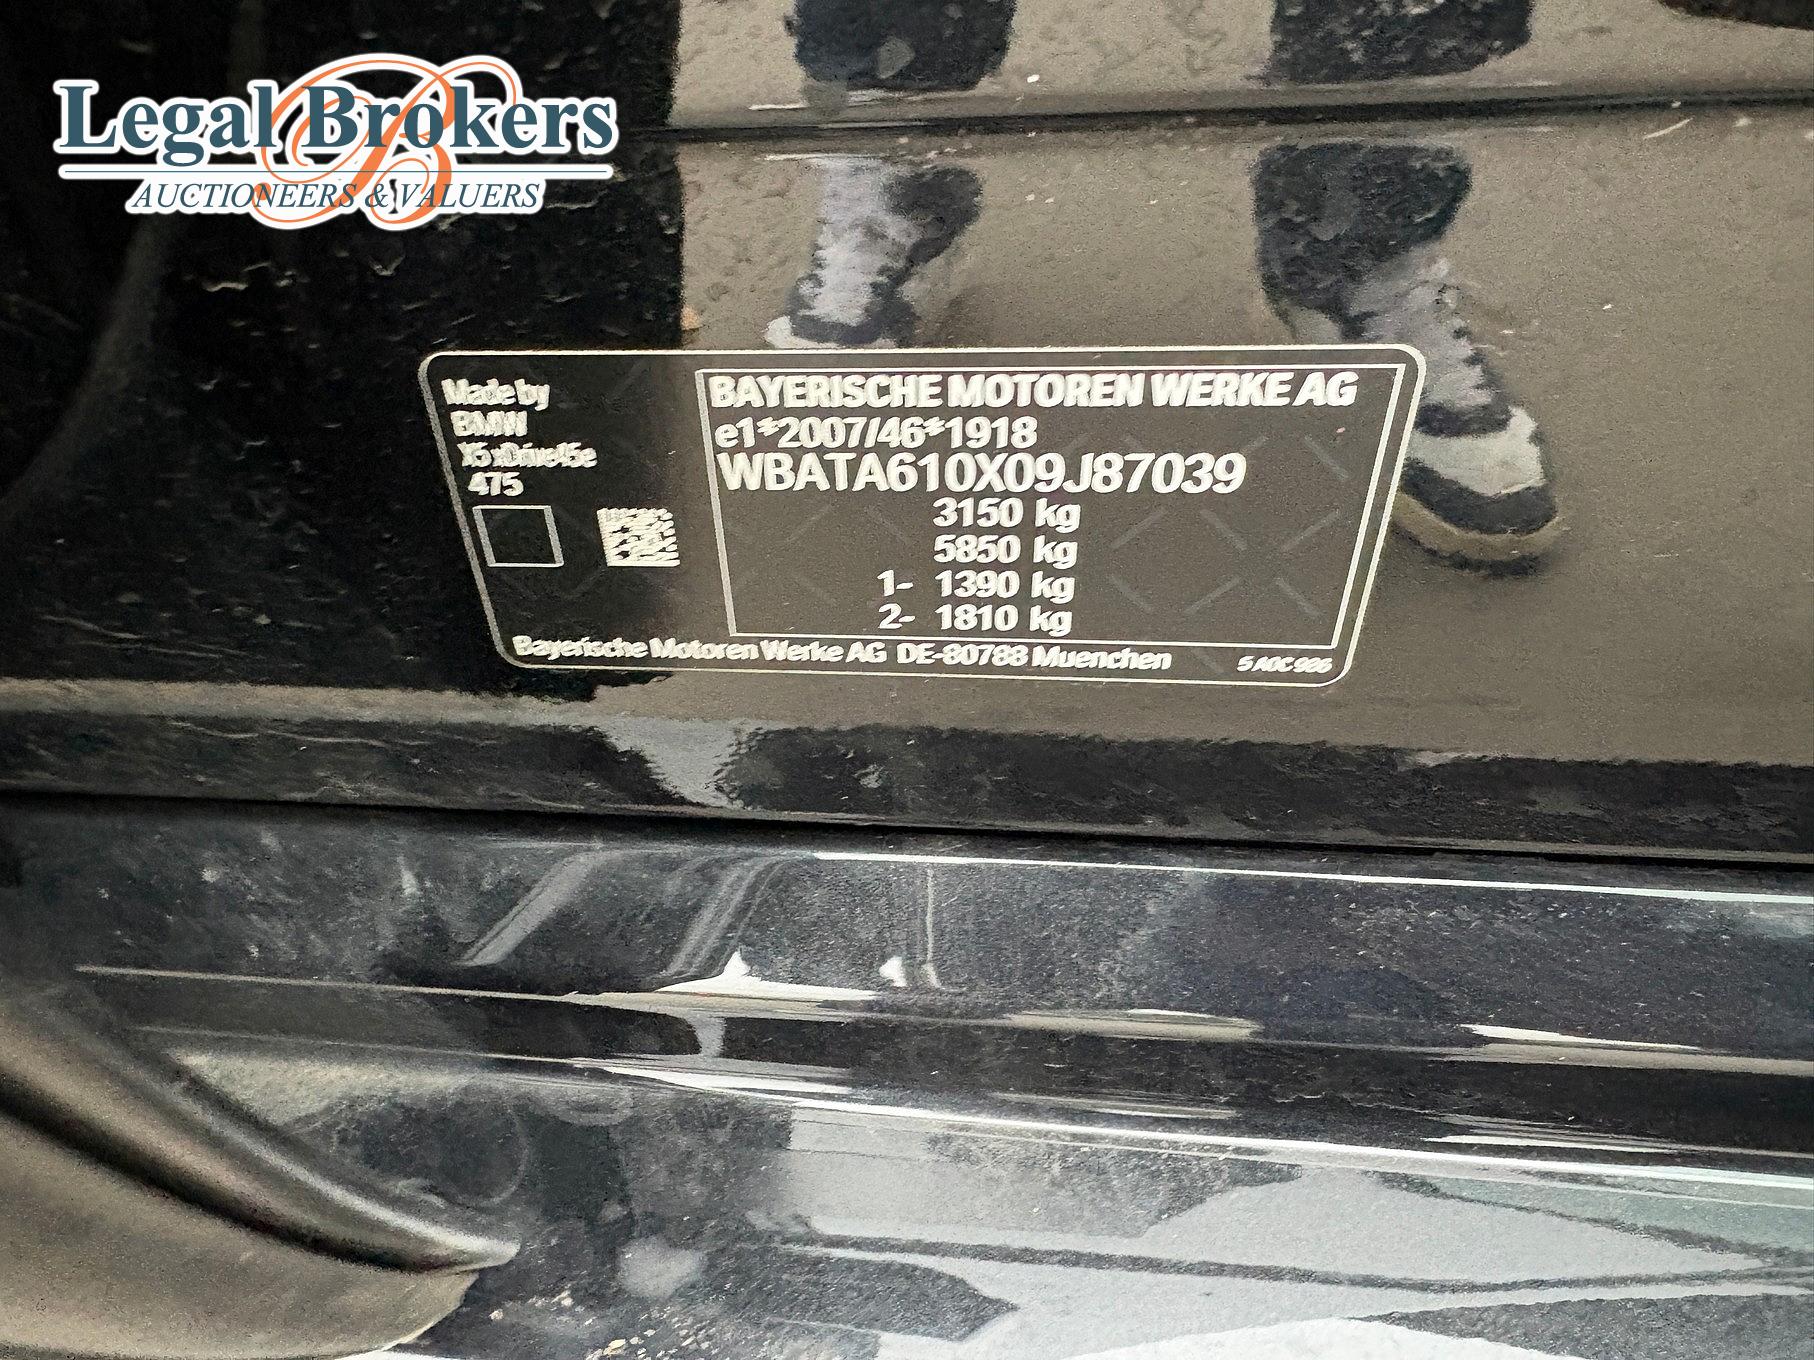 Legal Brokers
AUCTIONEERS & VALUERS
Made by
BMW
X5 xDrive45e
475
BAYERISCHE MOTOREN WERKE AG
e1*2007/46*1918
WBATA610X09J87039
3150 kg
5850 kg
1- 1390 kg
2- 1810 kg
Bayerische Motoren Werke AG DE-80788 Muenchen